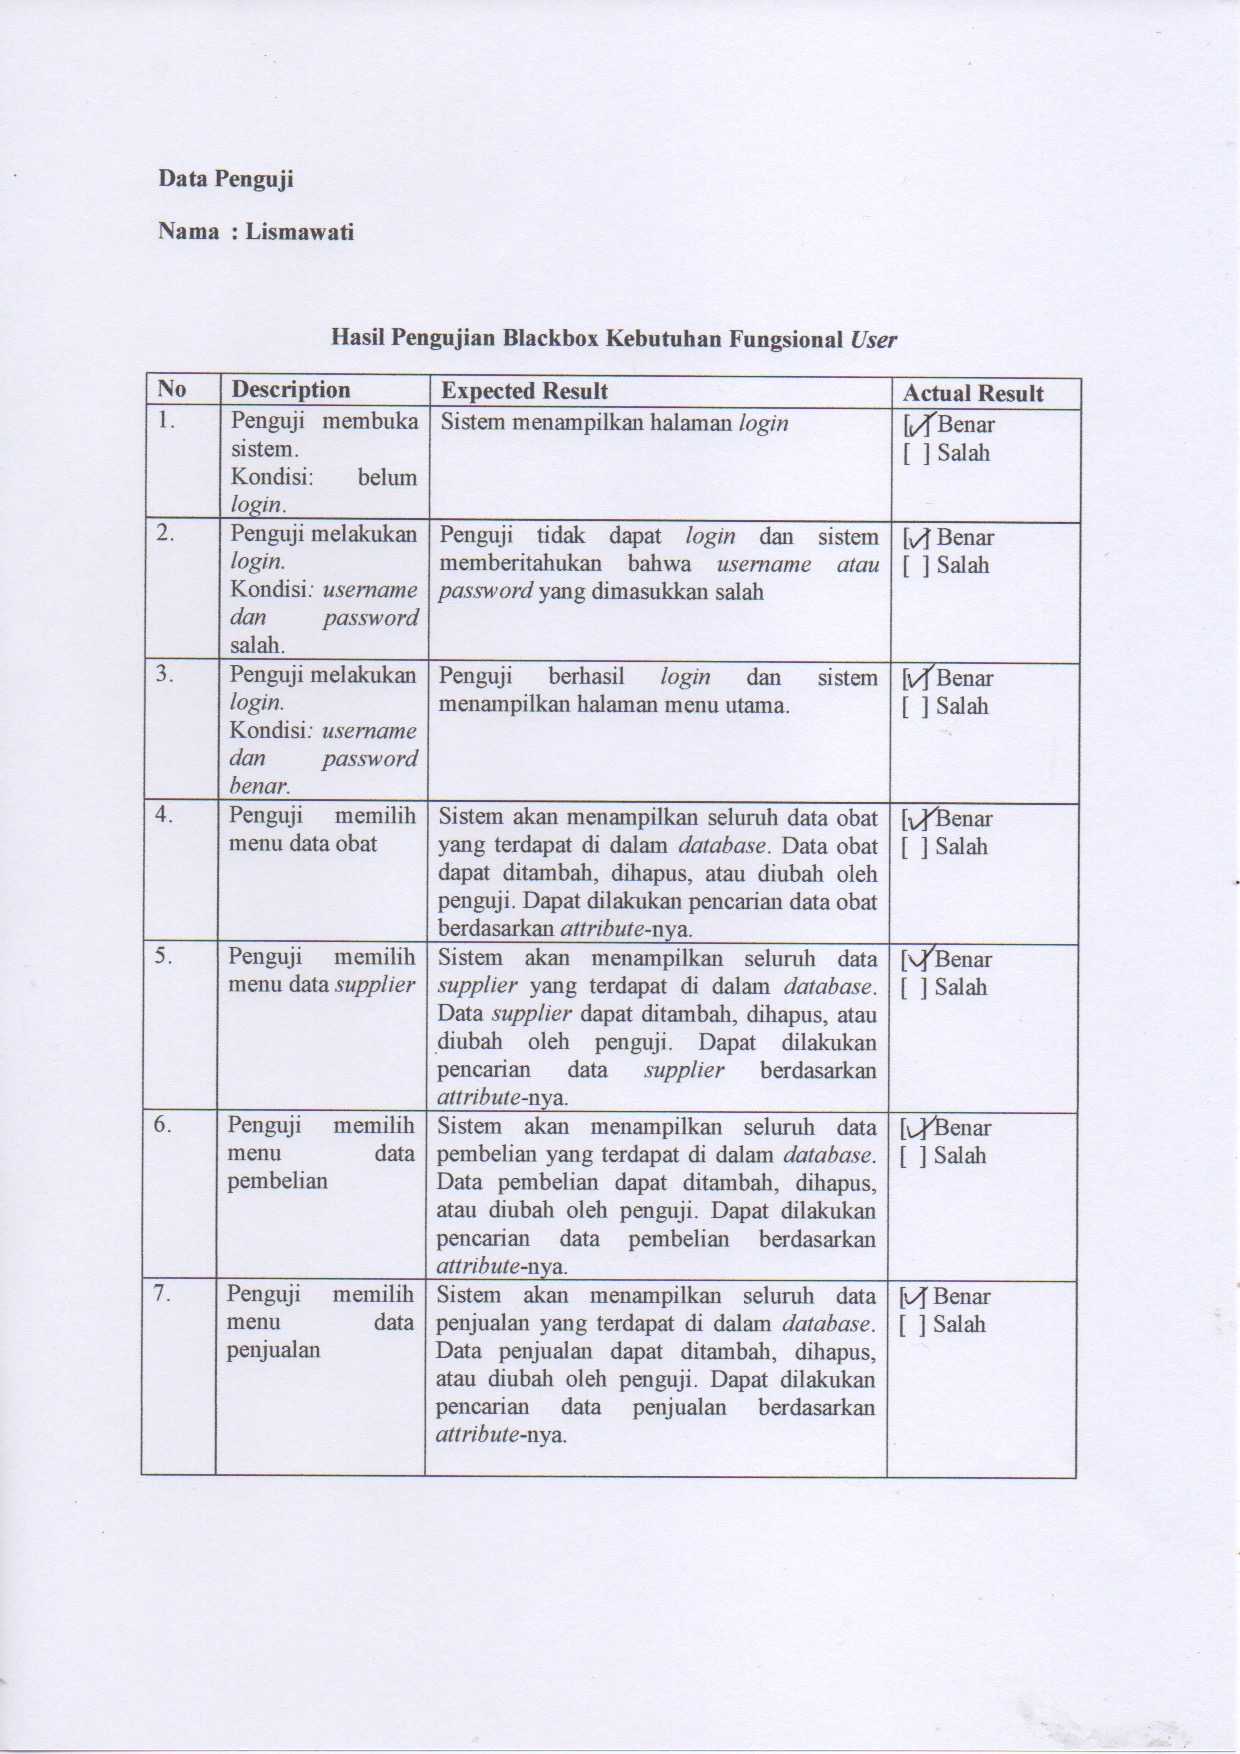 Data Penguji
Nama : Lismawati
Hasil Pengujian Blackbox Kebutuhan Fungsional User
No Description Expected Result Actual Result
1. Penguji membuka Sistem menampilkan halaman login [✓] Benar
sistem. [ ] Salah
Kondisi: belum
login.
2. Penguji melakukan Penguji tidak dapat login dan sistem [✓] Benar
login. memberitahukan bahwa username atau [ ] Salah
Kondisi: username password yang dimasukkan salah
dan password
salah.
3. Penguji melakukan Penguji berhasil login dan sistem [✓] Benar
login. menampilkan halaman menu utama. [ ] Salah
Kondisi: username
dan password
benar.
4. Penguji memilih Sistem akan menampilkan seluruh data obat [✓] Benar
menu data obat yang terdapat di dalam database. Data obat [ ] Salah
dapat ditambah, dihapus, atau diubah oleh
penguji. Dapat dilakukan pencarian data obat
berdasarkan attribute-nya.
5. Penguji memilih Sistem akan menampilkan seluruh data [✓] Benar
menu data supplier supplier yang terdapat di dalam database. [ ] Salah
Data supplier dapat ditambah, dihapus, atau
diubah oleh penguji. Dapat dilakukan
pencarian data supplier berdasarkan
attribute-nya.
6. Penguji memilih Sistem akan menampilkan seluruh data [✓] Benar
menu data pembelian yang terdapat di dalam database. [ ] Salah
pembelian Data pembelian dapat ditambah, dihapus,
atau diubah oleh penguji. Dapat dilakukan
pencarian data pembelian berdasarkan
attribute-nya.
7. Penguji memilih Sistem akan menampilkan seluruh data [✓] Benar
menu data penjualan yang terdapat di dalam database. [ ] Salah
penjualan Data penjualan dapat ditambah, dihapus,
atau diubah oleh penguji. Dapat dilakukan
pencarian data penjualan berdasarkan
attribute-nya.